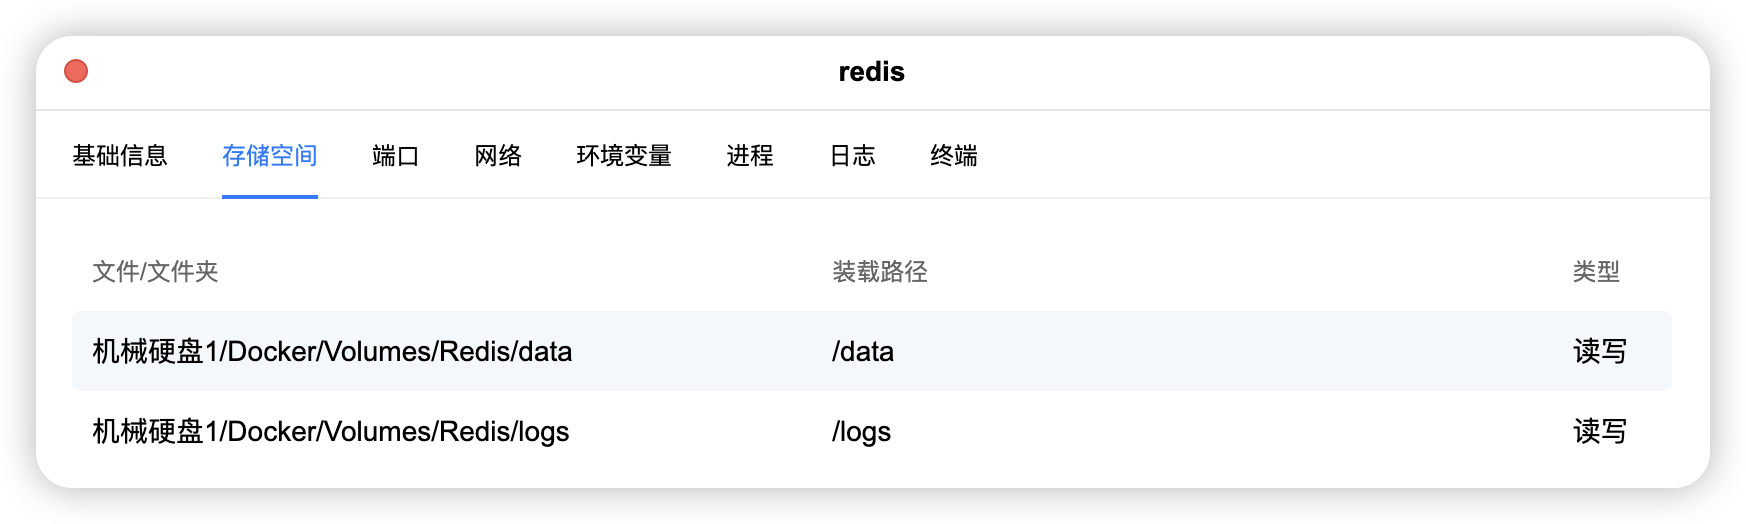 redis
基础信息 存储空间 端口 网络 环境变量 进程 日志 终端
文件/文件夹 装载路径 类型
机械硬盘1/Docker/Volumes/Redis/data /data 读写
机械硬盘1/Docker/Volumes/Redis/logs /logs 读写